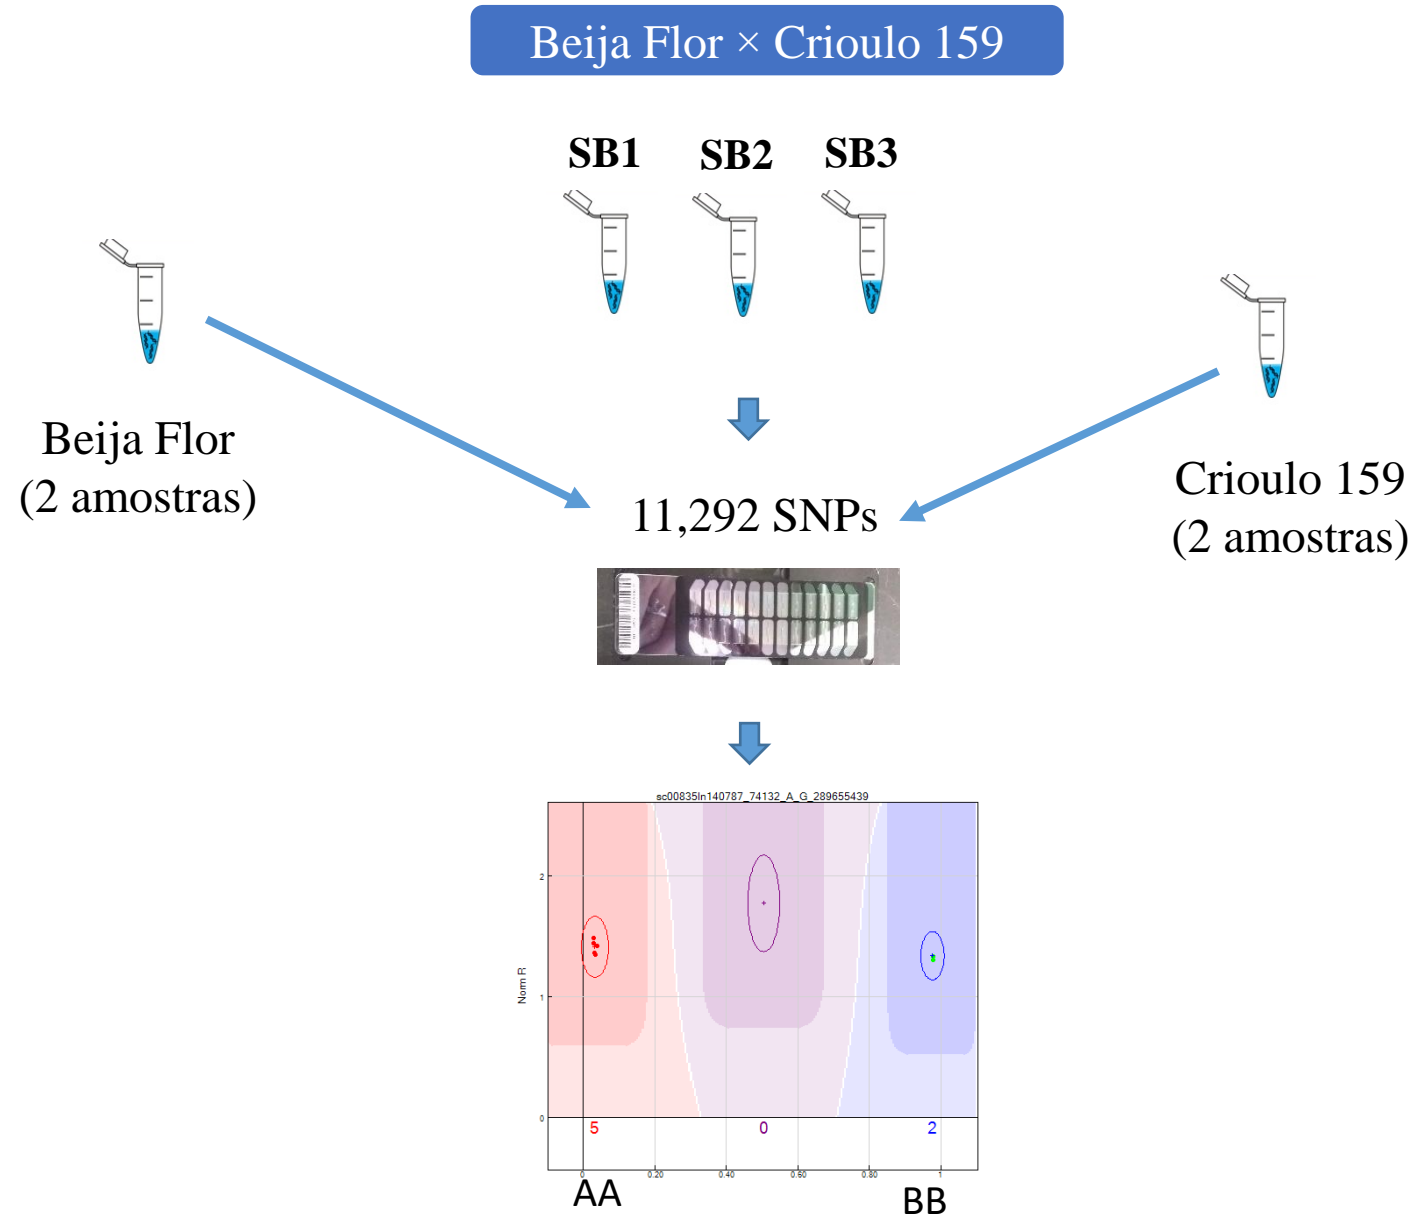 Beija Flor × Crioulo 159
SB1 SB2 SB3
Beija Flor
(2 amostras)
Crioulo 159
(2 amostras)
11,292 SNPs
sc00835ln140787_74132_A_G_289655439
Norm R
2
1
0
5 0 2
0 0.20 0.40 0.60 0.80 1
AA BB